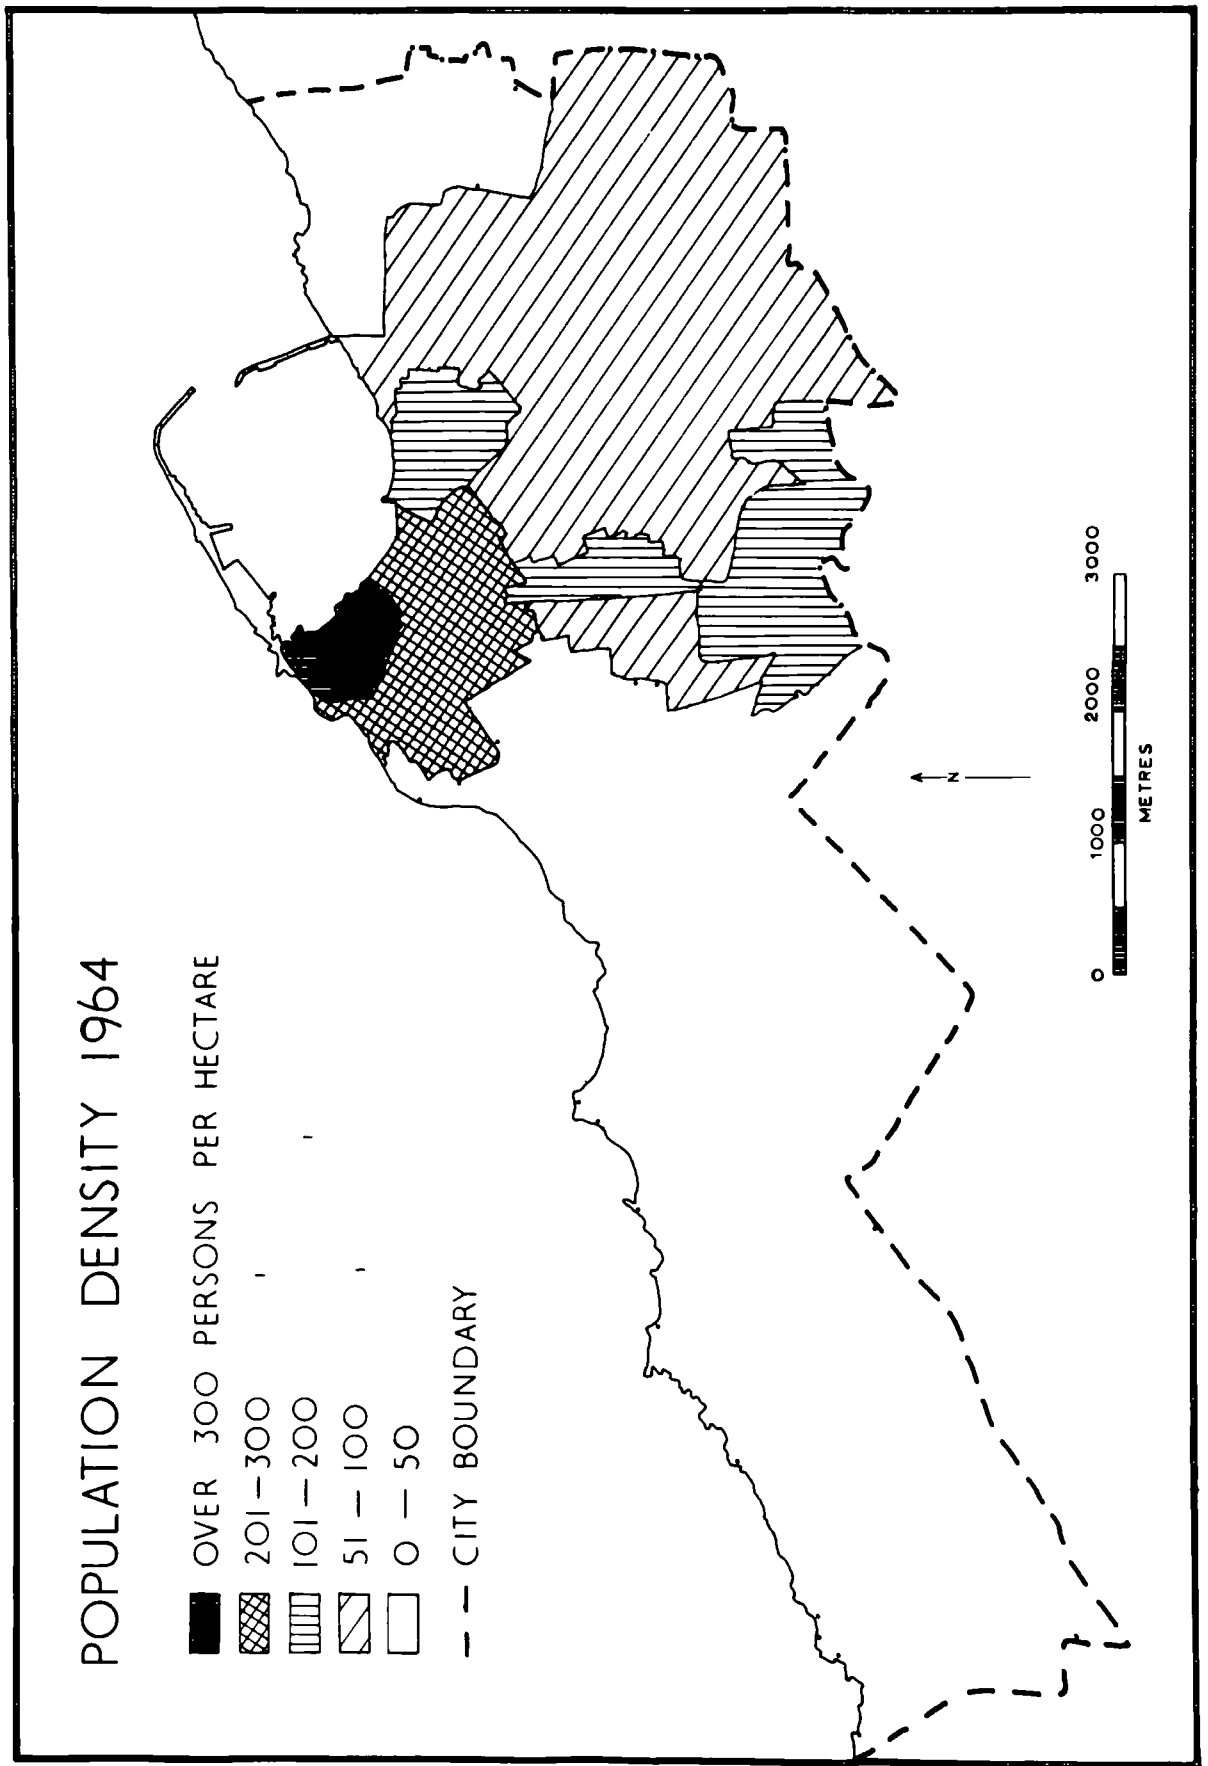 POPULATION DENSITY 1964
OVER 300 PERSONS PER HECTARE
201—300
101—200
51—100
0—50
CITY BOUNDARY
N
0 1000 2000 3000
METRES